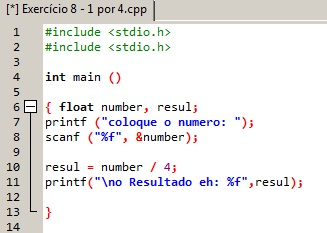 [*] Exercício 8 - 1 por 4.cpp
1 #include <stdio.h>
2 #include <stdio.h>
3
4 int main ()
5
6 { float number, resul;
7 printf ("coloque o numero: ");
8 scanf ("%f", &number);
9
10 resul = number / 4;
11 printf("\no Resultado eh: %f",resul);
12
13 }
14